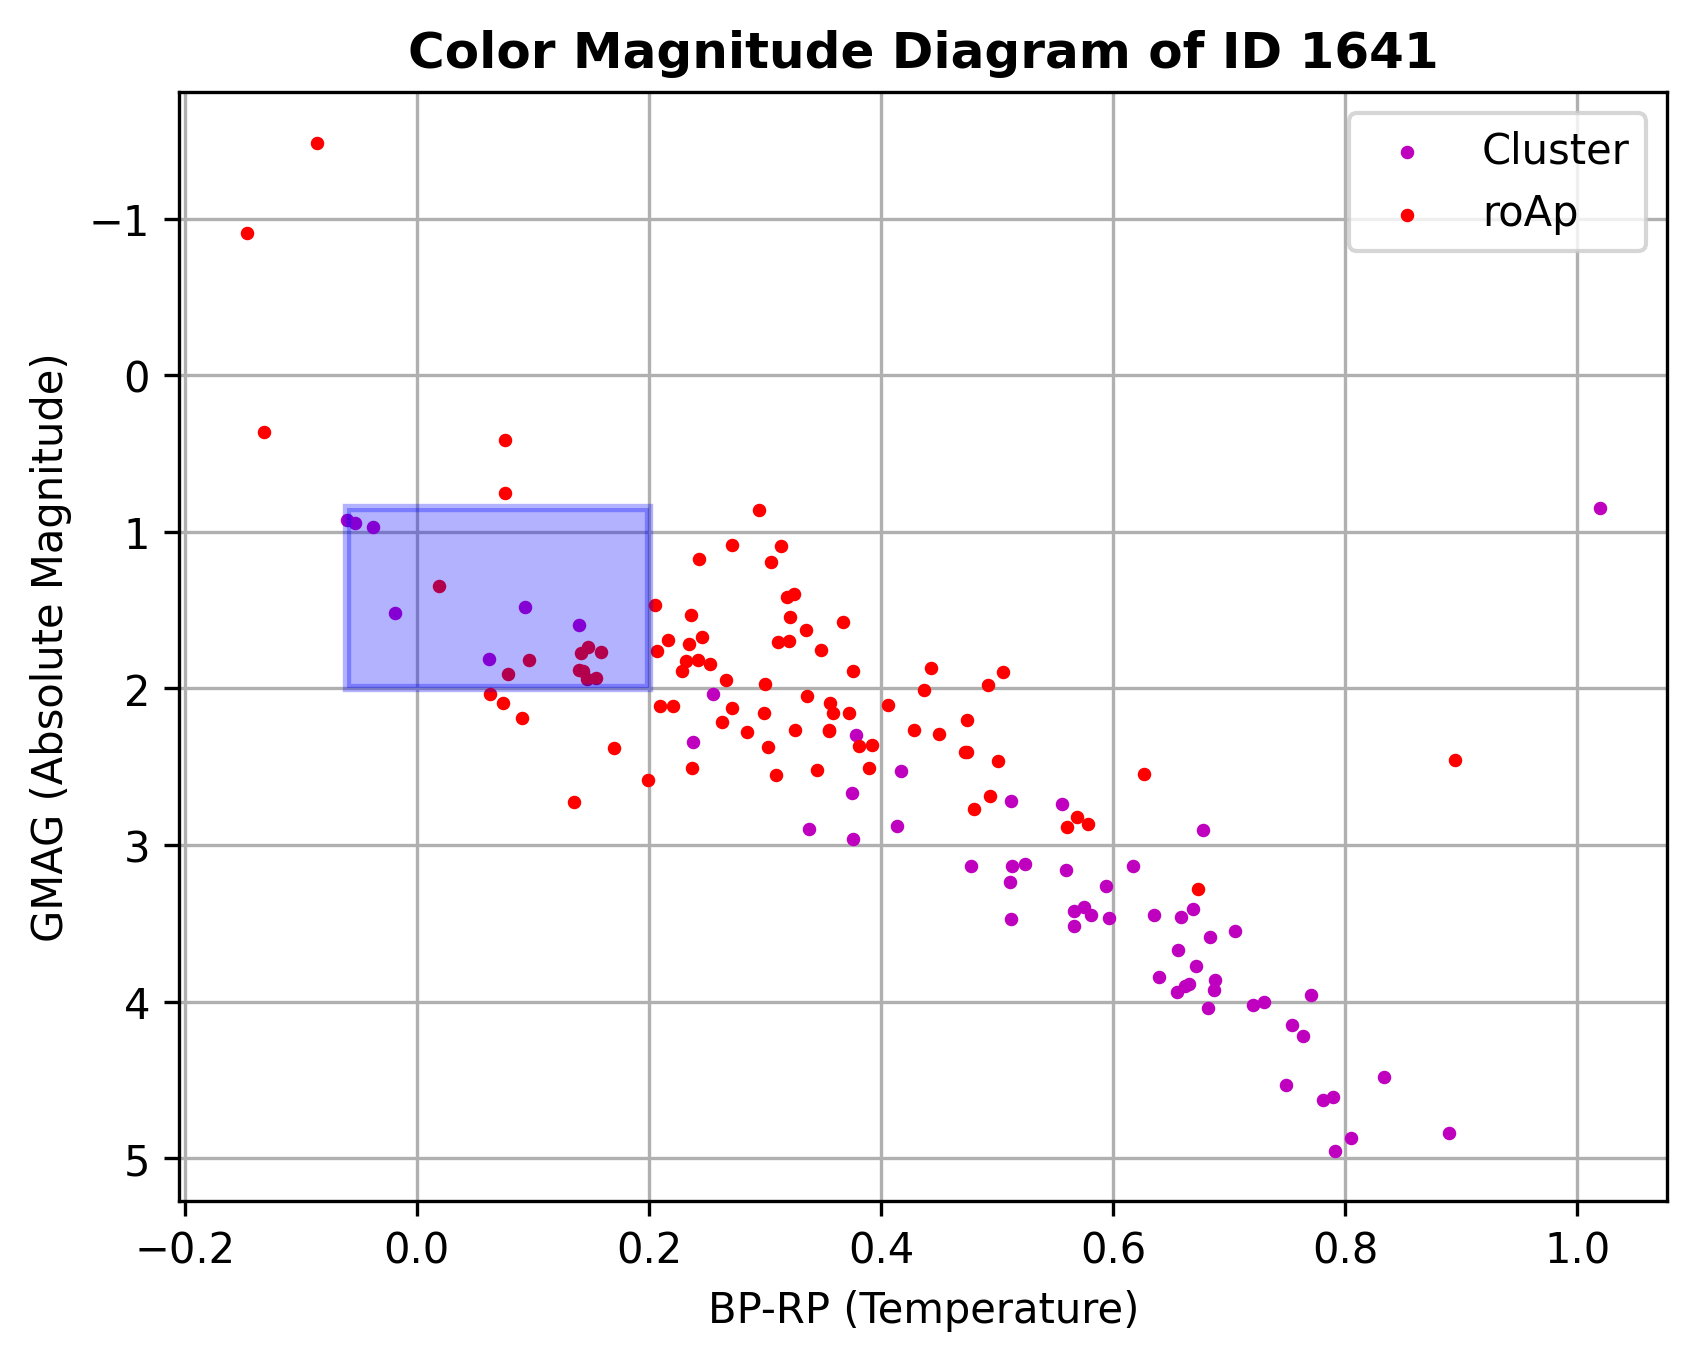 Color Magnitude Diagram of ID 1641
Cluster
roAp
GMAG (Absolute Magnitude)
−1
0
1
2
3
4
5
−0.2 0.0 0.2 0.4 0.6 0.8 1.0
BP-RP (Temperature)